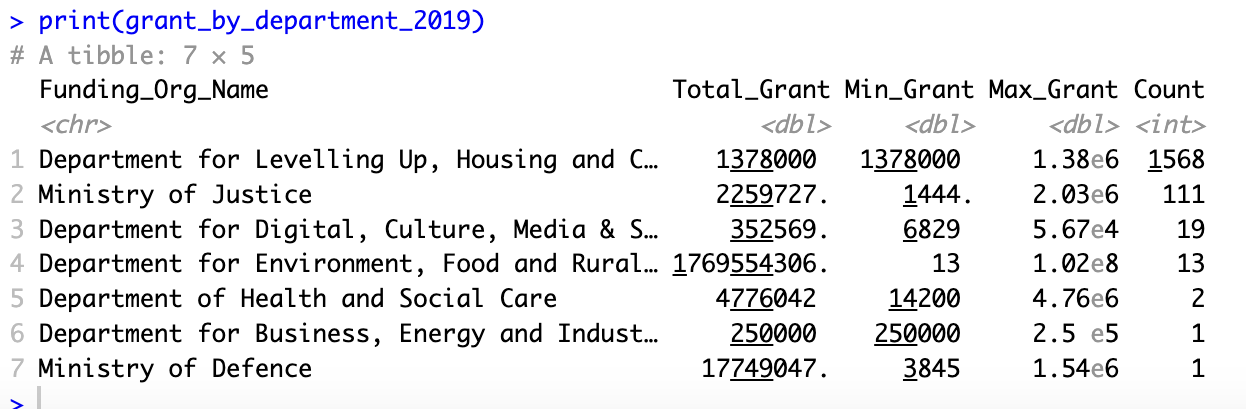 > print(grant_by_department_2019)
# A tibble: 7 × 5
Funding_Org_Name Total_Grant Min_Grant Max_Grant Count
<chr> <dbl> <dbl> <dbl> <int>
1 Department for Levelling Up, Housing and C… 1378000 1378000 1.38e6 1568
2 Ministry of Justice 2259727. 1444. 2.03e6 111
3 Department for Digital, Culture, Media & S… 352569. 6829 5.67e4 19
4 Department for Environment, Food and Rural… 1769554306. 13 1.02e8 13
5 Department of Health and Social Care 4776042 14200 4.76e6 2
6 Department for Business, Energy and Indust… 250000 250000 2.5 e5 1
7 Ministry of Defence 17749047. 3845 1.54e6 1
>